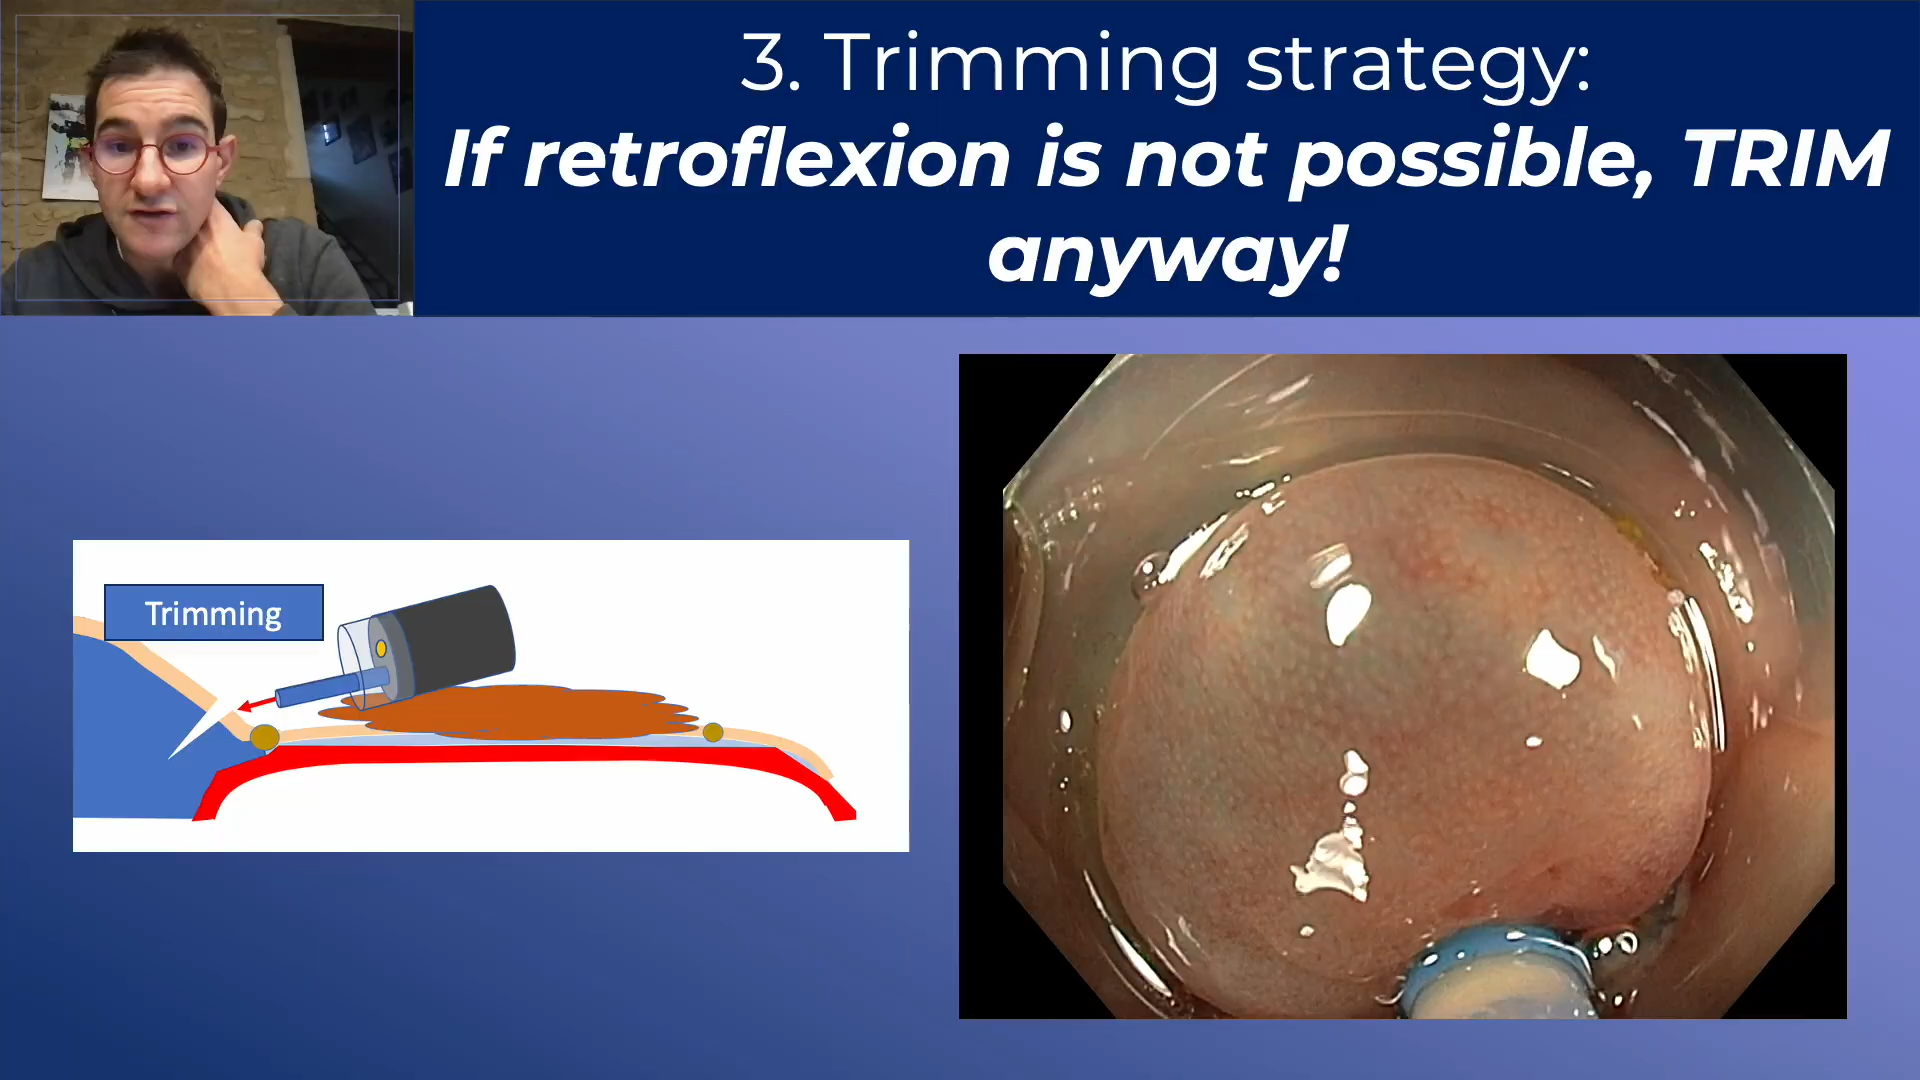 3. Trimming strategy:
If retroflexion is not possible, TRIM
anyway!
Trimming